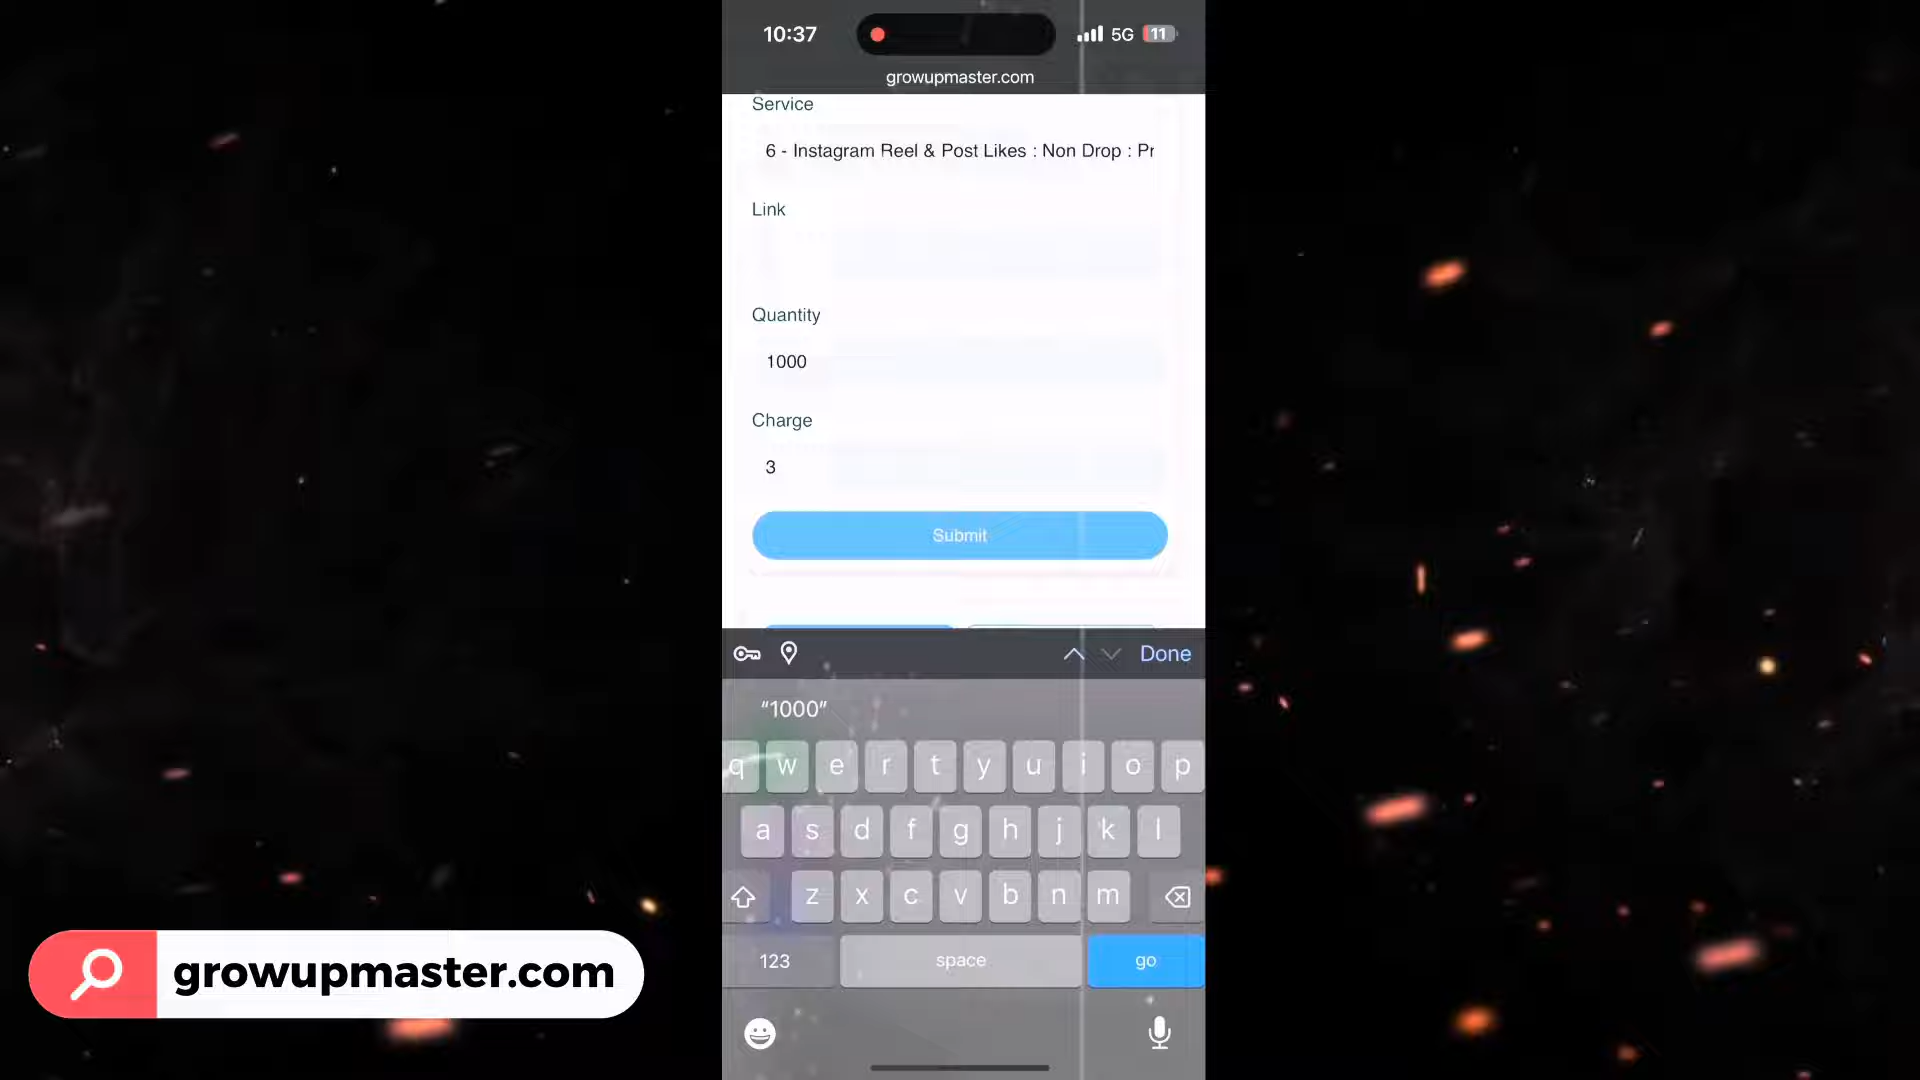 10:37
5G
11
growupmaster.com
Service
6 - Instagram Reel & Post Likes : Non Drop : Pr
Link
Quantity
1000
Charge
3
Submit
Done
“1000”
q w e r t y u i o p
a s d f g h j k l
z x c v b n m
123
space
go
growupmaster.com